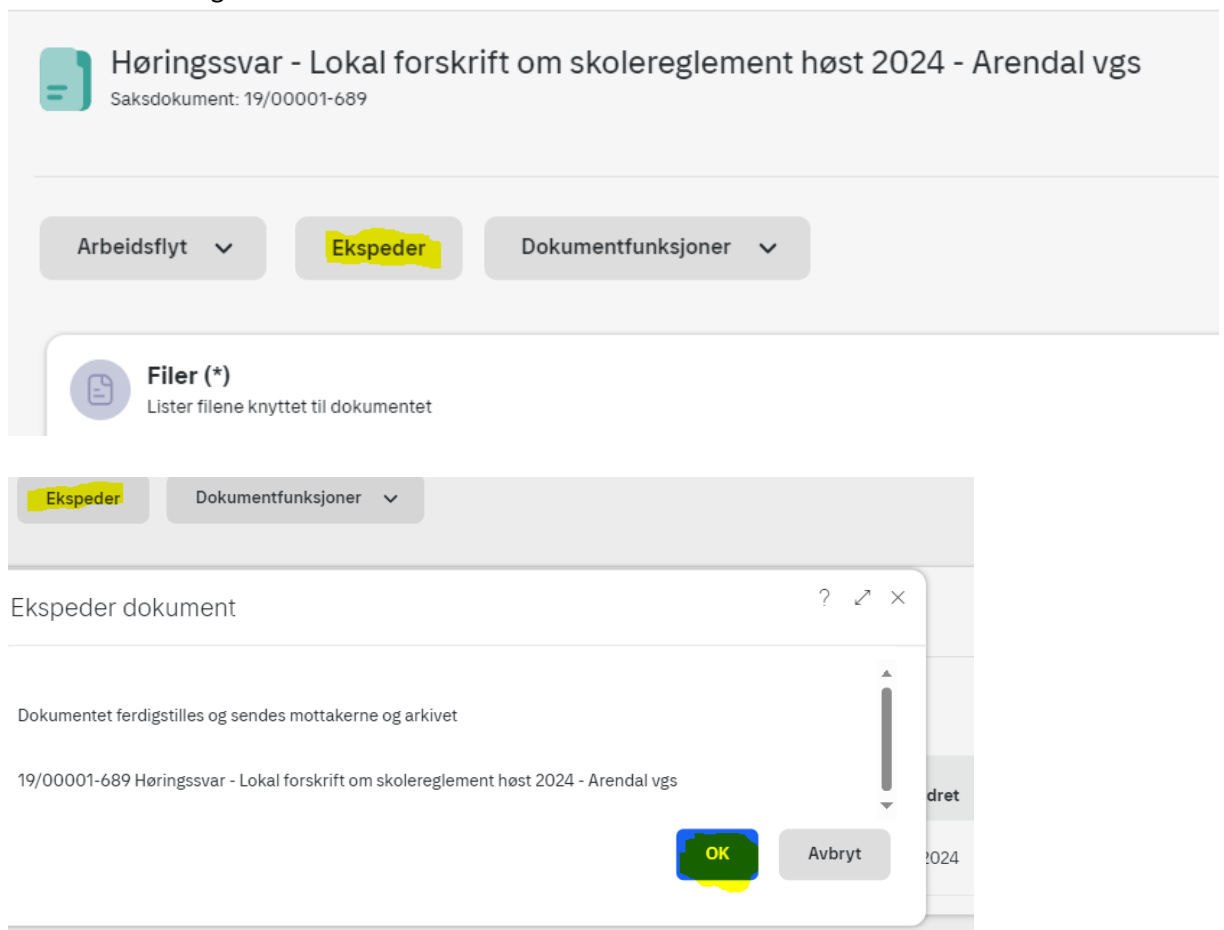 Høringssvar - Lokal forskrift om skolereglement høst 2024 - Arendal vgs
Saksdokument: 19/00001-689
Arbeidsflyt
Ekspeder
Dokumentfunksjoner
Filer (*)
Lister filene knyttet til dokumentet
Ekspeder
Dokumentfunksjoner
Ekspeder dokument
?
Dokumentet ferdigstilles og sendes mottakerne og arkivet
19/00001-689 Høringssvar - Lokal forskrift om skolereglement høst 2024 - Arendal vgs
dret
OK
Avbryt
2024